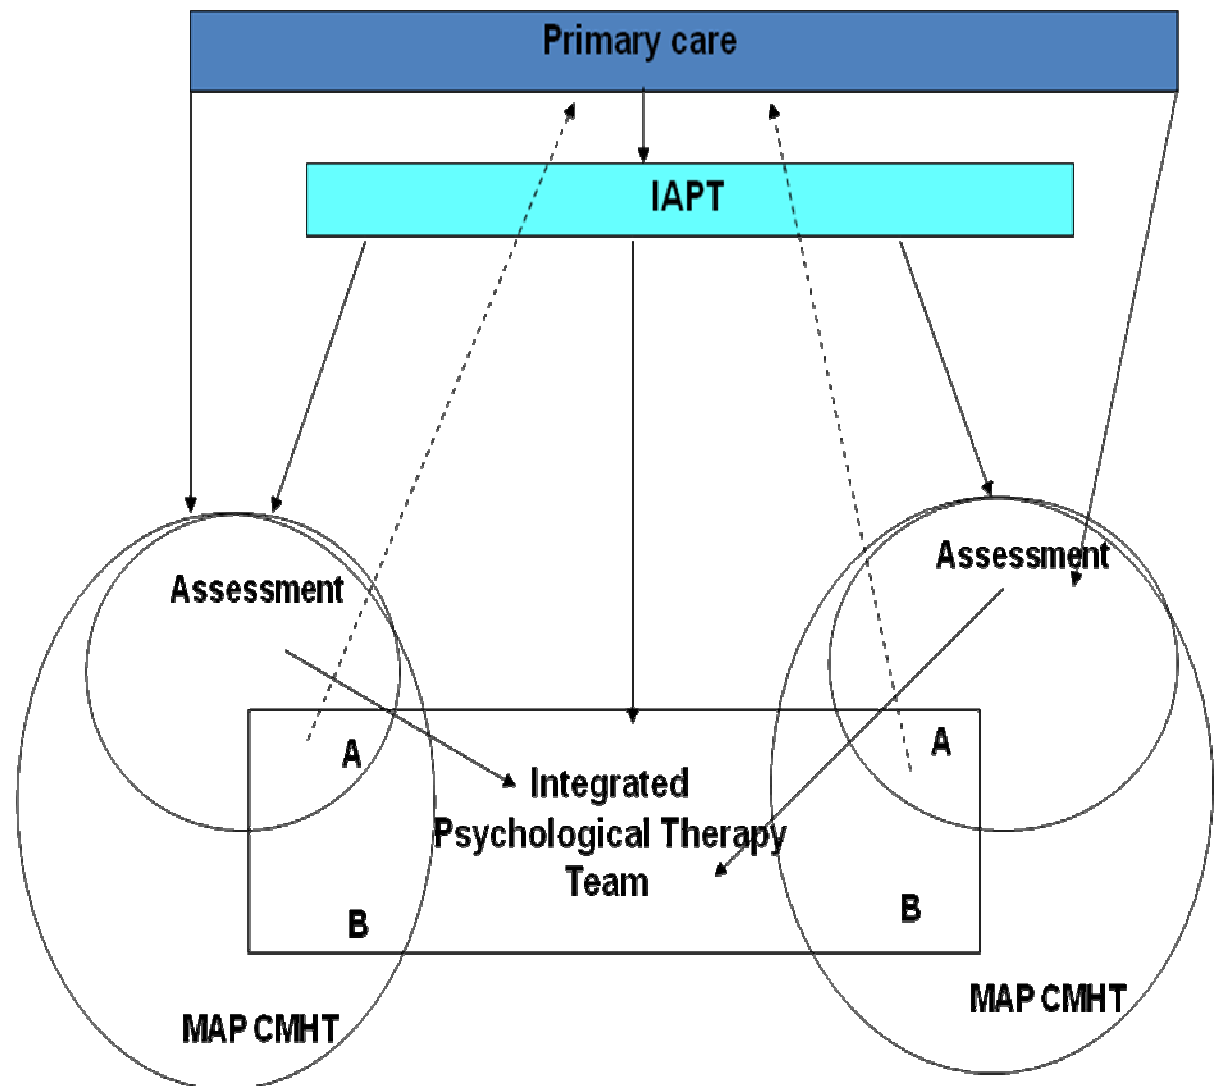 Primary care
IAPT
Assessment
Assessment
A
A
Integrated
Psychological Therapy
Team
B
B
MAP CMHT
MAP CMHT